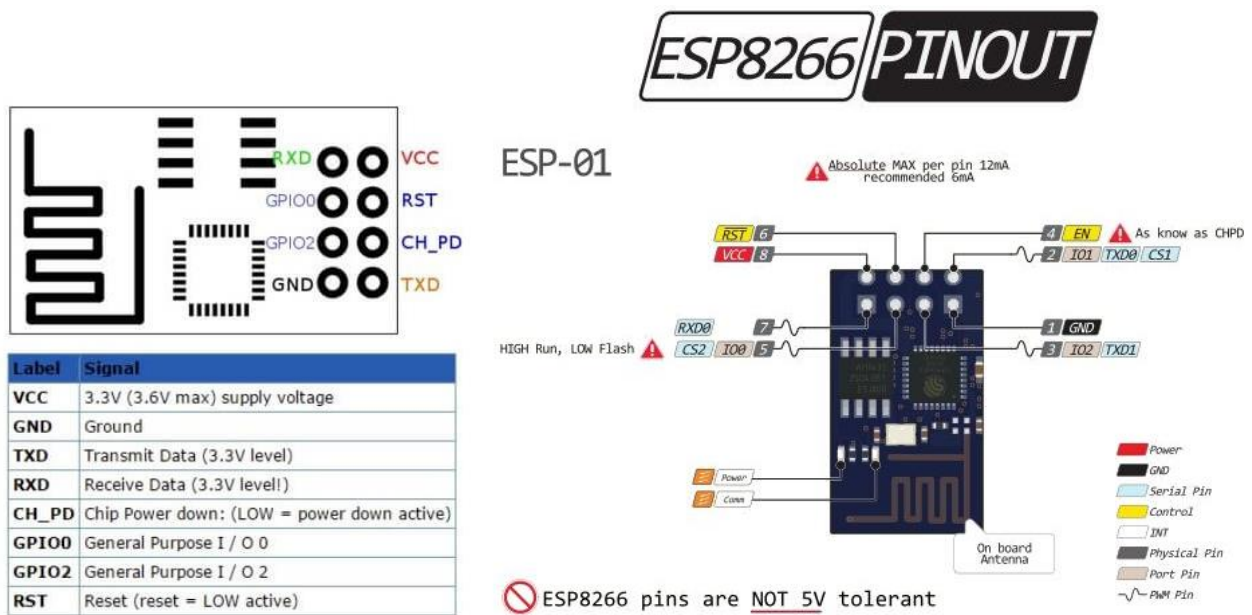 ESP8266 PINOUT
RXD VCC
GPIO0 RST
GPIO2 CH_PD
GND TXD
Label Signal
VCC 3.3V (3.6V max) supply voltage
GND Ground
TXD Transmit Data (3.3V level)
RXD Receive Data (3.3V level!)
CH_PD Chip Power down: (LOW = power down active)
GPIO0 General Purpose I / O 0
GPIO2 General Purpose I / O 2
RST Reset (reset = LOW active)
ESP-01
Absolute MAX per pin 12mA
recommended 6mA
RST 6
VCC 8
4 EN As know as CHPD
2 IO1 TXD0 CS1
RXD0 7
HIGH Run, LOW Flash CS2 IO0 5
1 GND
3 IO2 TXD1
Power
Comm
On board
Antenna
Power
GND
Serial Pin
Control
INT
Physical Pin
Port Pin
PWM Pin
ESP8266 pins are NOT 5V tolerant